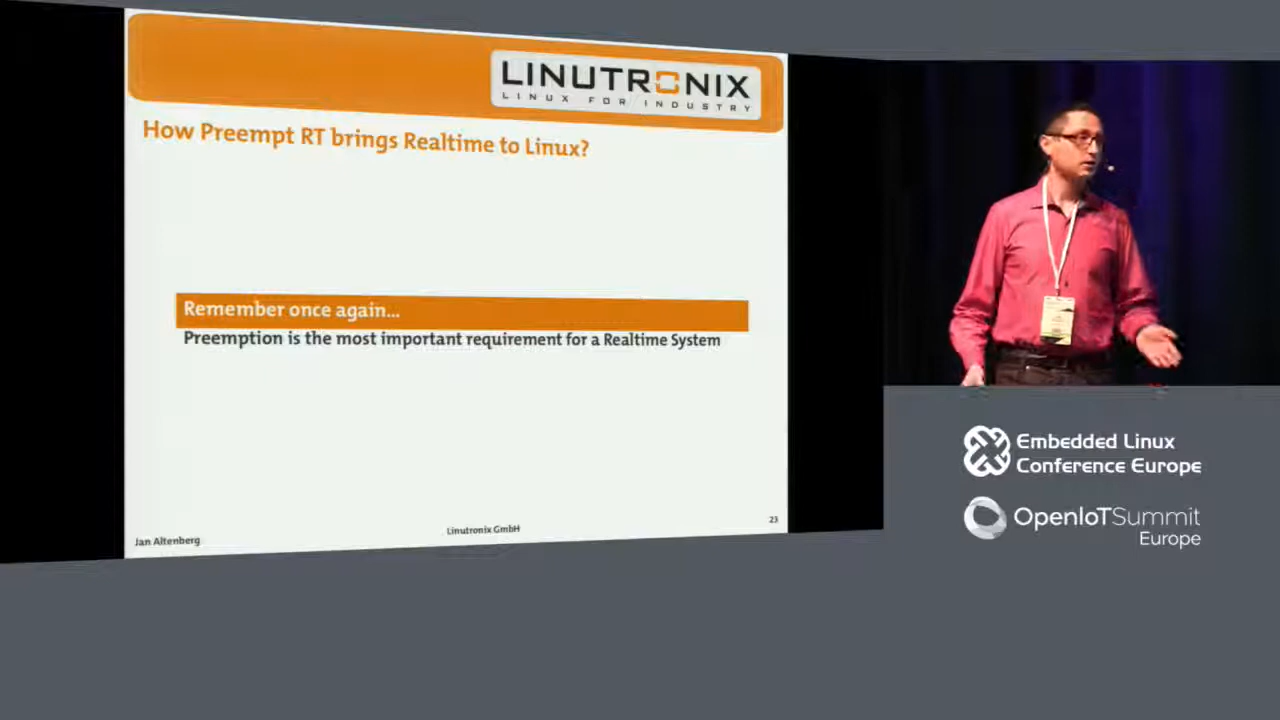 LINUTRONIX
LINUX FOR INDUSTRY
How Preempt RT brings Realtime to Linux?
Remember once again...
Preemption is the most important requirement for a Realtime System
Jan Altenberg
Linutronix GmbH
23
Embedded Linux
Conference Europe
OpenIoTSummit
Europe